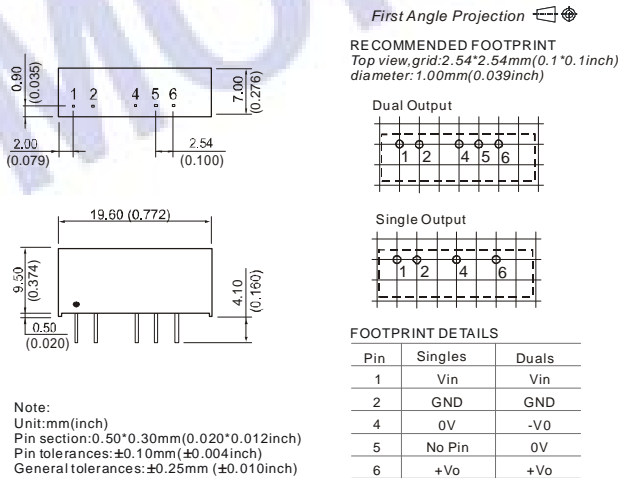 First Angle Projection
RECOMMENDED FOOTPRINT
Top view,grid:2.54*2.54mm(0.1*0.1inch)
diameter:1.00mm(0.039inch)
0.90
(0.035)
1 2 4 5 6
7.00
(0.276)
2.00
(0.079)
2.54
(0.100)
Dual Output
1 2 4 5 6
19.60 (0.772)
9.50
(0.374)
4.10
(0.160)
0.50
(0.020)
Single Output
1 2 4 6
FOOTPRINT DETAILS
Pin Singles Duals
1 Vin Vin
2 GND GND
4 0V -V0
5 No Pin 0V
6 +Vo +Vo
Note:
Unit:mm(inch)
Pin section:0.50*0.30mm(0.020*0.012inch)
Pin tolerances:±0.10mm(±0.004inch)
General tolerances:±0.25mm (±0.010inch)